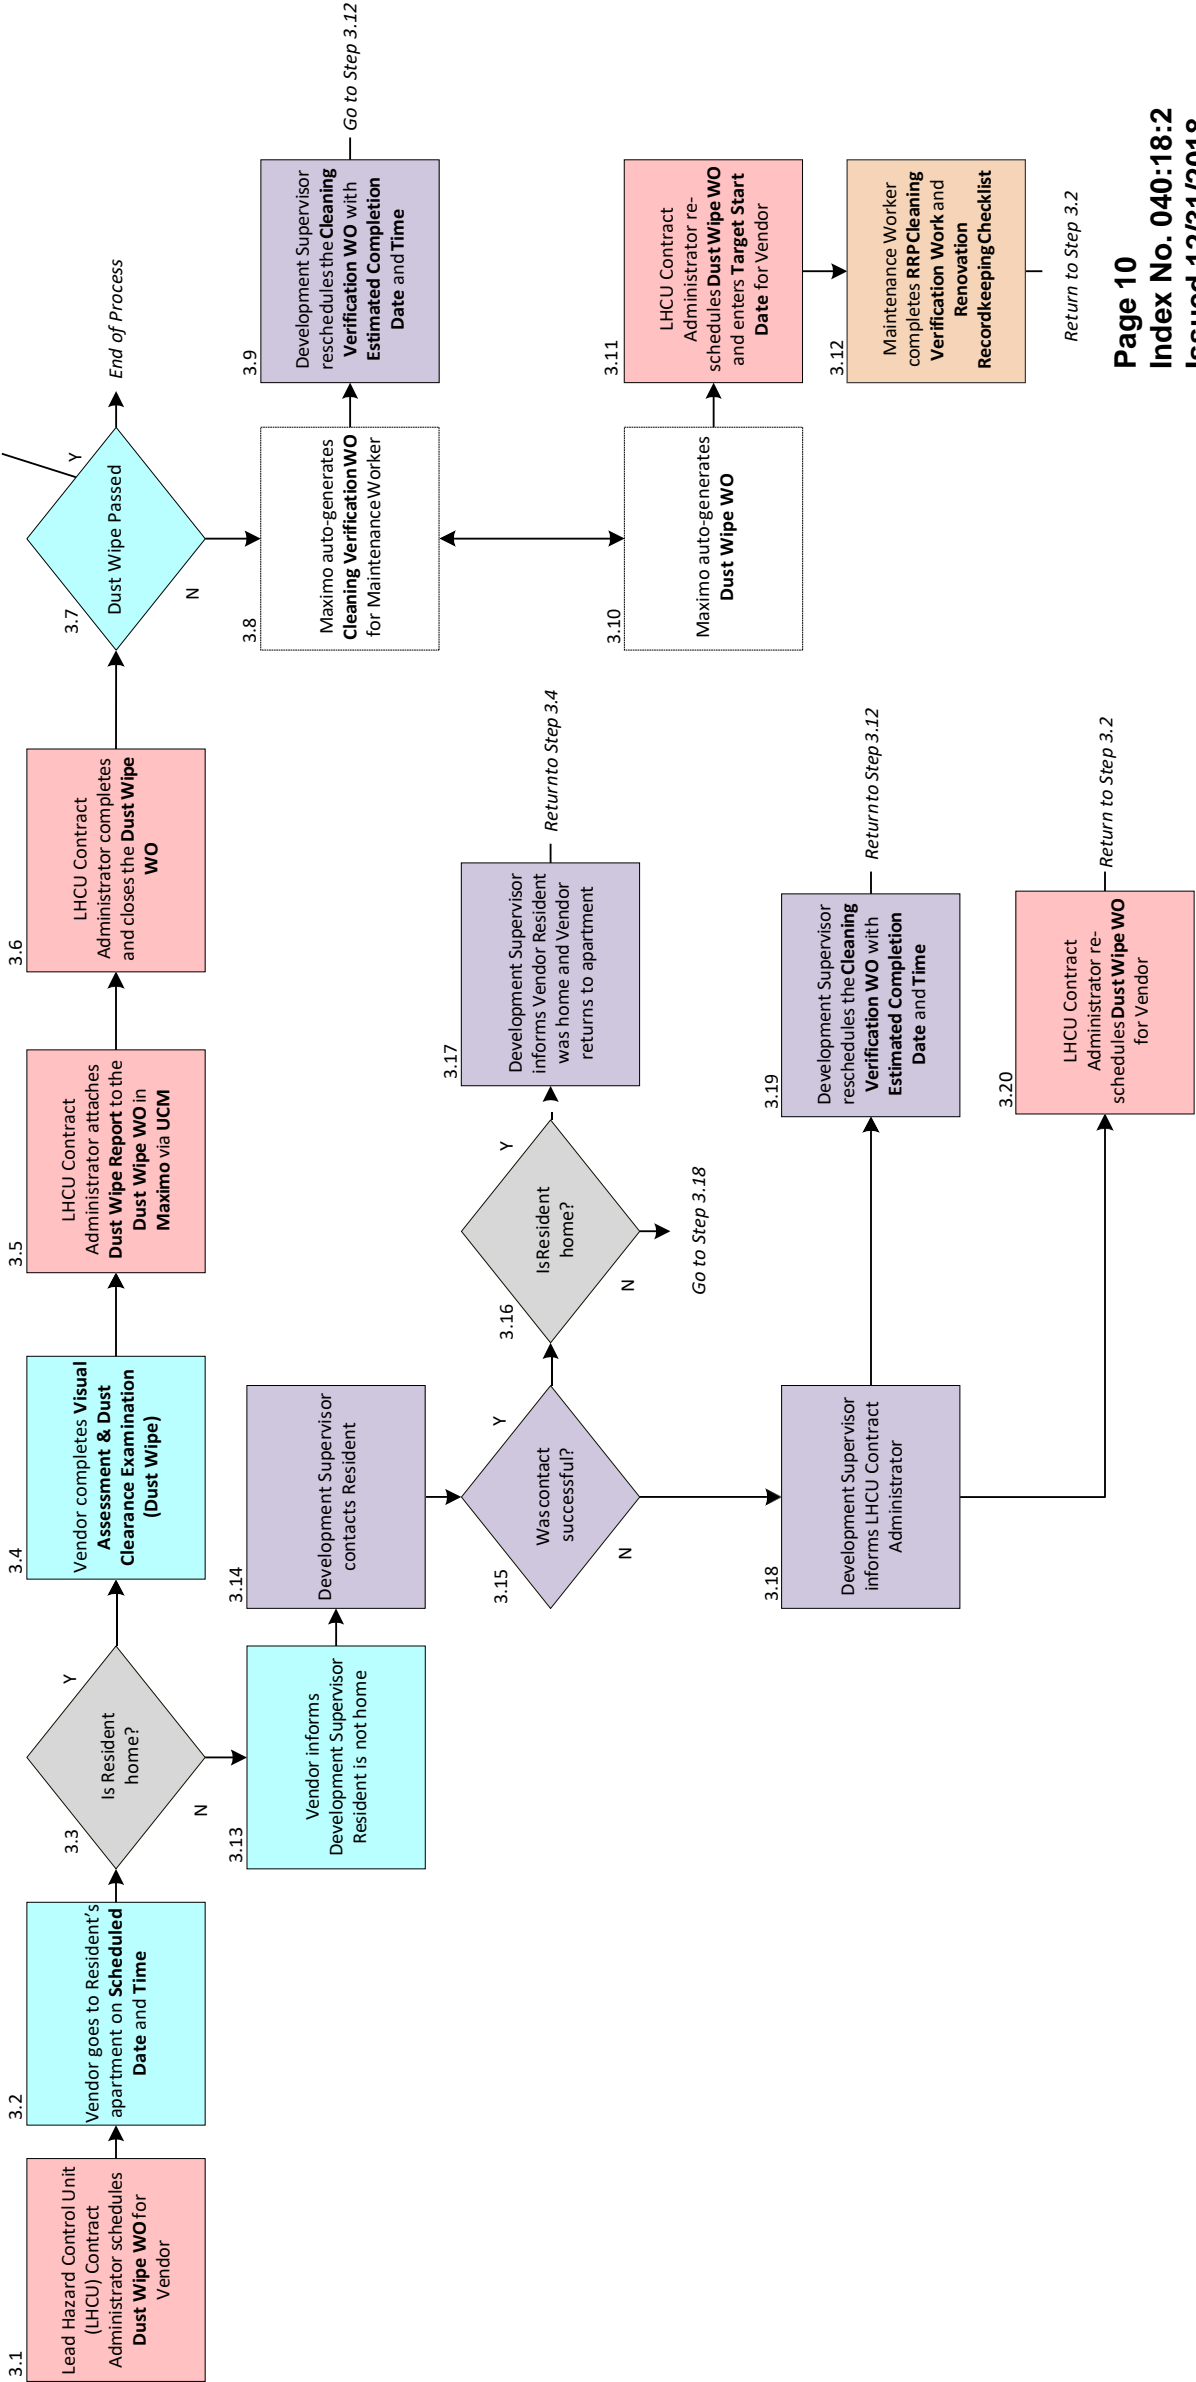 3.1
Lead Hazard Control Unit
(LHCU) Contract
Administrator schedules
Dust Wipe WO for
Vendor
3.2
Vendor goes to Resident's
apartment on Scheduled
Date and Time
3.3
Is Resident
home?
Y
N
3.4
Vendor completes Visual
Assessment & Dust
Clearance Examination
(Dust Wipe)
3.5
LHCU Contract
Administrator attaches
Dust Wipe Report to the
Dust Wipe WO in
Maximo via UCM
3.6
LHCU Contract
Administrator completes
and closes the Dust Wipe
WO
3.7
Dust Wipe Passed
Y
End of Process
N
3.8
Maximo auto-generates
Cleaning Verification WO
for Maintenance Worker
3.9
Development Supervisor
reschedules the Cleaning
Verification WO with
Estimated Completion
Date and Time
Go to Step 3.12
3.10
Maximo auto-generates
Dust Wipe WO
3.11
LHCU Contract
Administrator re-
schedules Dust Wipe WO
and enters Target Start
Date for Vendor
3.12
Maintenance Worker
completes RRP Cleaning
Verification Work and
Renovation
Recordkeeping Checklist
Return to Step 3.2
3.13
Vendor informs
Development Supervisor
Resident is not home
3.14
Development Supervisor
contacts Resident
3.15
Was contact
successful?
Y
N
3.16
Is Resident
home?
Y
N
Go to Step 3.18
3.17
Development Supervisor
informs Vendor Resident
was home and Vendor
returns to apartment
Return to Step 3.4
3.18
Development Supervisor
informs LHCU Contract
Administrator
3.19
Development Supervisor
reschedules the Cleaning
Verification WO with
Estimated Completion
Date and Time
Return to Step 3.12
3.20
LHCU Contract
Administrator re-
schedules Dust Wipe WO
for Vendor
Return to Step 3.2
Page 10
Index No. 040:18:2
Issued 12/31/2018